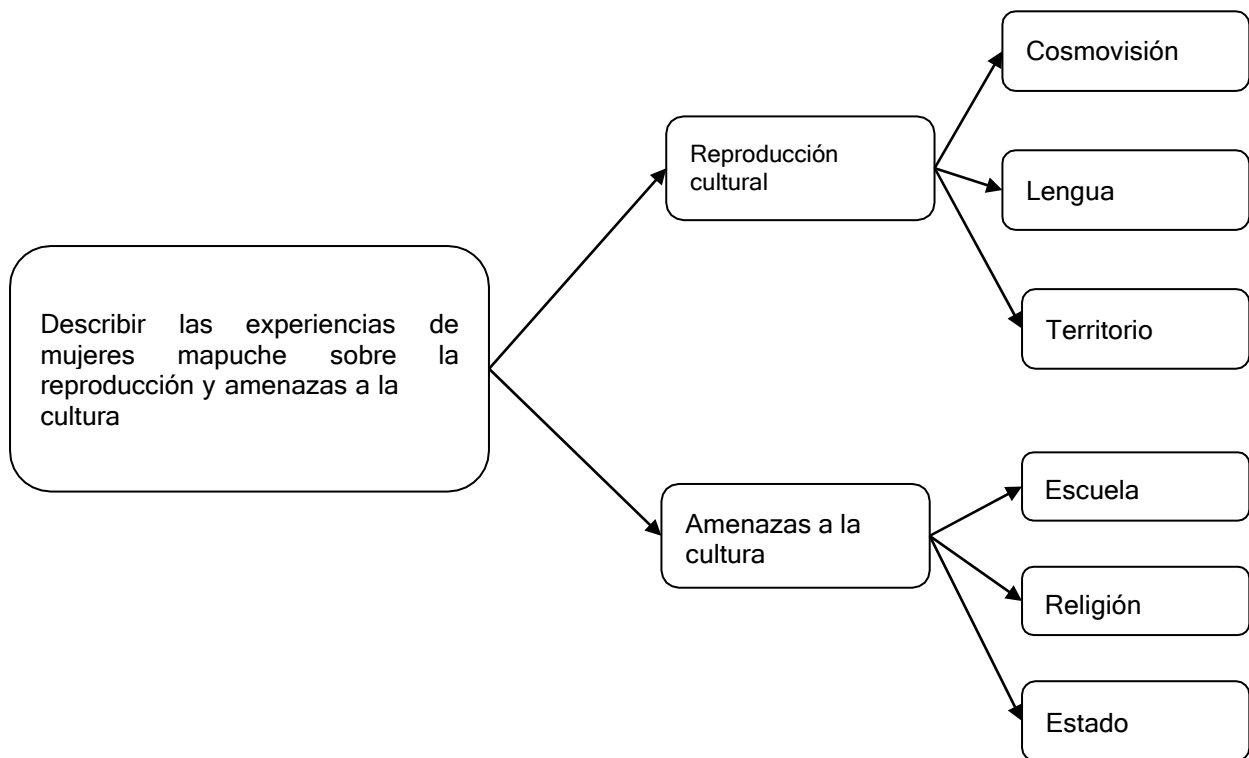 Describir las experiencias de
mujeres mapuche sobre la
reproducción y amenazas a la
cultura
Reproducción
cultural
Cosmovisión
Lengua
Territorio
Amenazas a la
cultura
Escuela
Religión
Estado